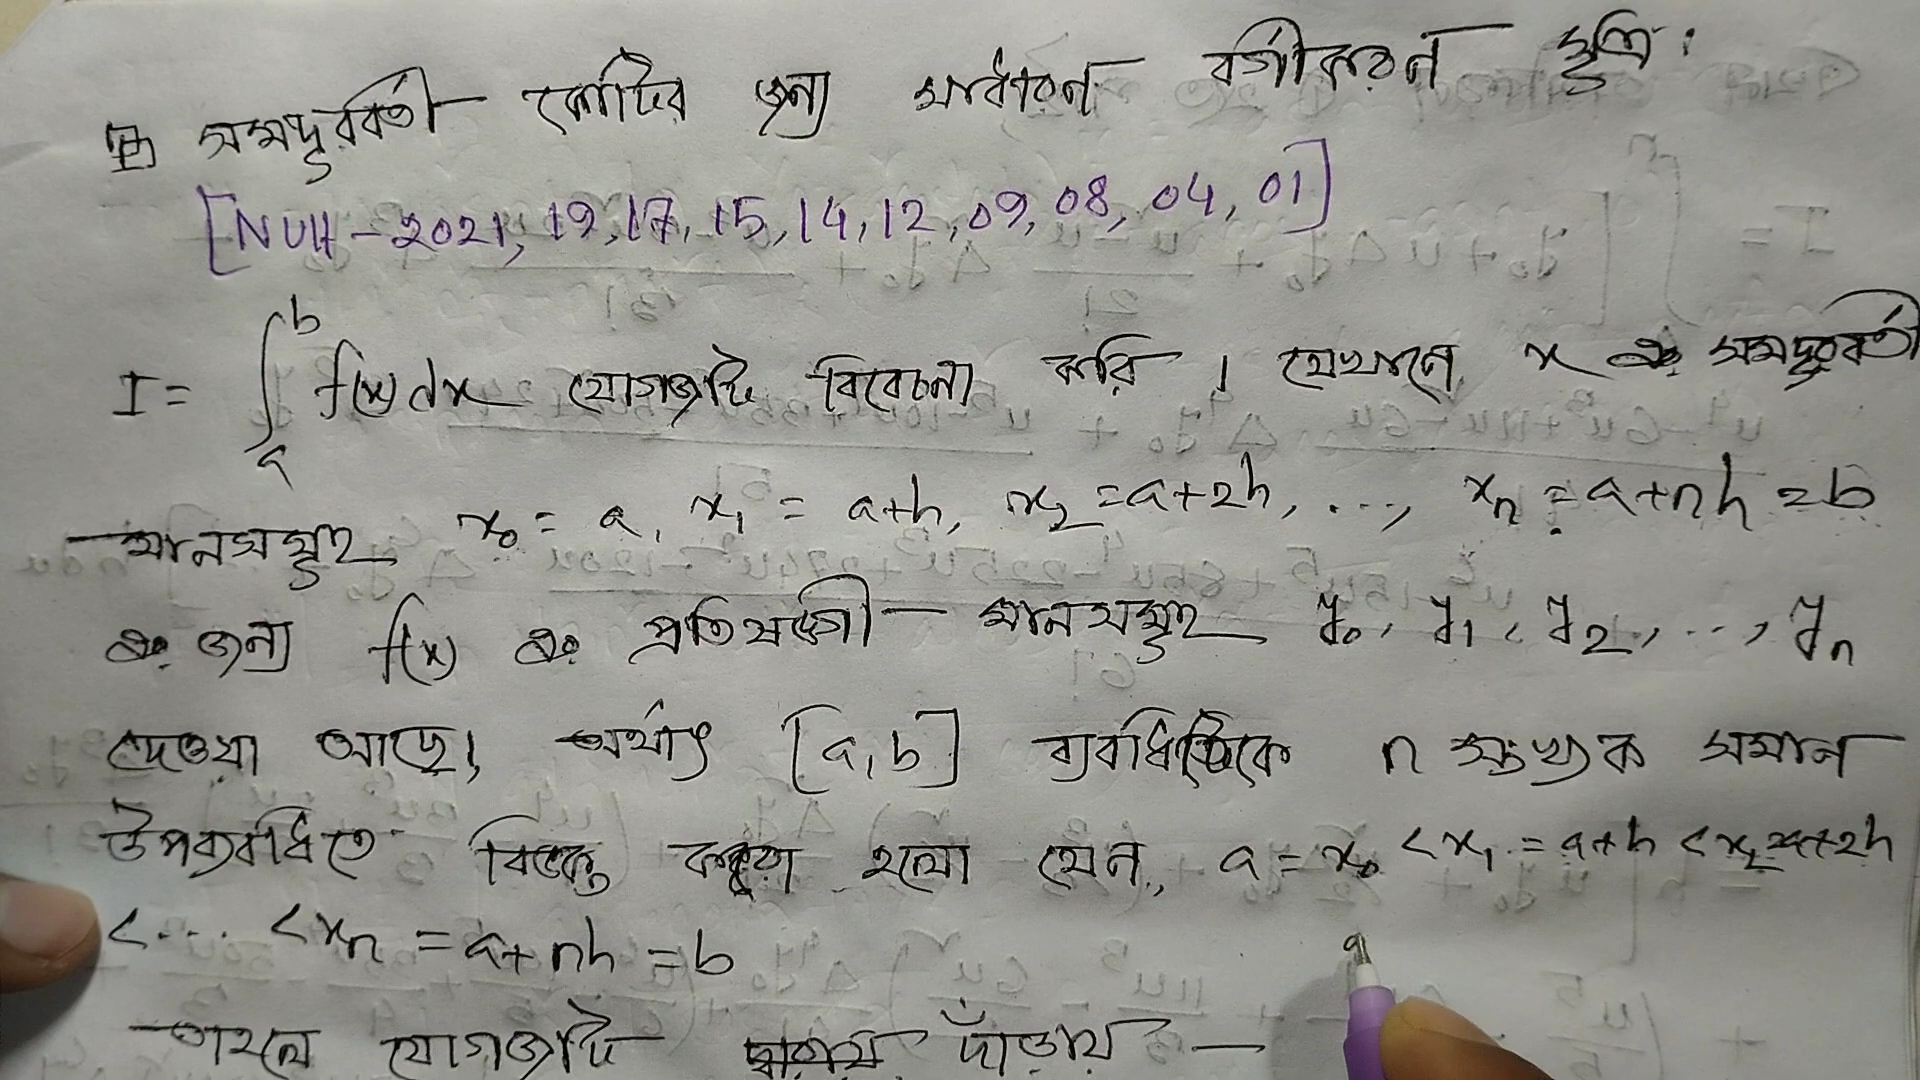 সমদূরবর্তী কোটির জন্য সাধারণ বর্গীকরণ সূত্র:
[NUH-2021, 19, 17, 15, 14, 12, 09, 08, 04, 01]
I = ∫_a^b f(x) dx যোগজটি বিবেচনা করি। যেখানে x এর সমদূরবর্তী
মানসমূহ x₀ = a, x₁ = a+h, x₂ = a+2h, ..., xₙ = a+nh = b
এর জন্য f(x) এর প্রতিষঙ্গী মানসমূহ y₀, y₁, y₂, ..., yₙ
দেওয়া আছে। অর্থাৎ [a, b] ব্যবধিটিকে n সংখ্যক সমান
উপব্যবধিতে বিভক্ত করা হলো যেন, a = x₀ < x₁ = a+h < x₂ = a+2h
< ... < xₙ = a+nh = b
তাহলে যোগজটি দাঁড়ায় —